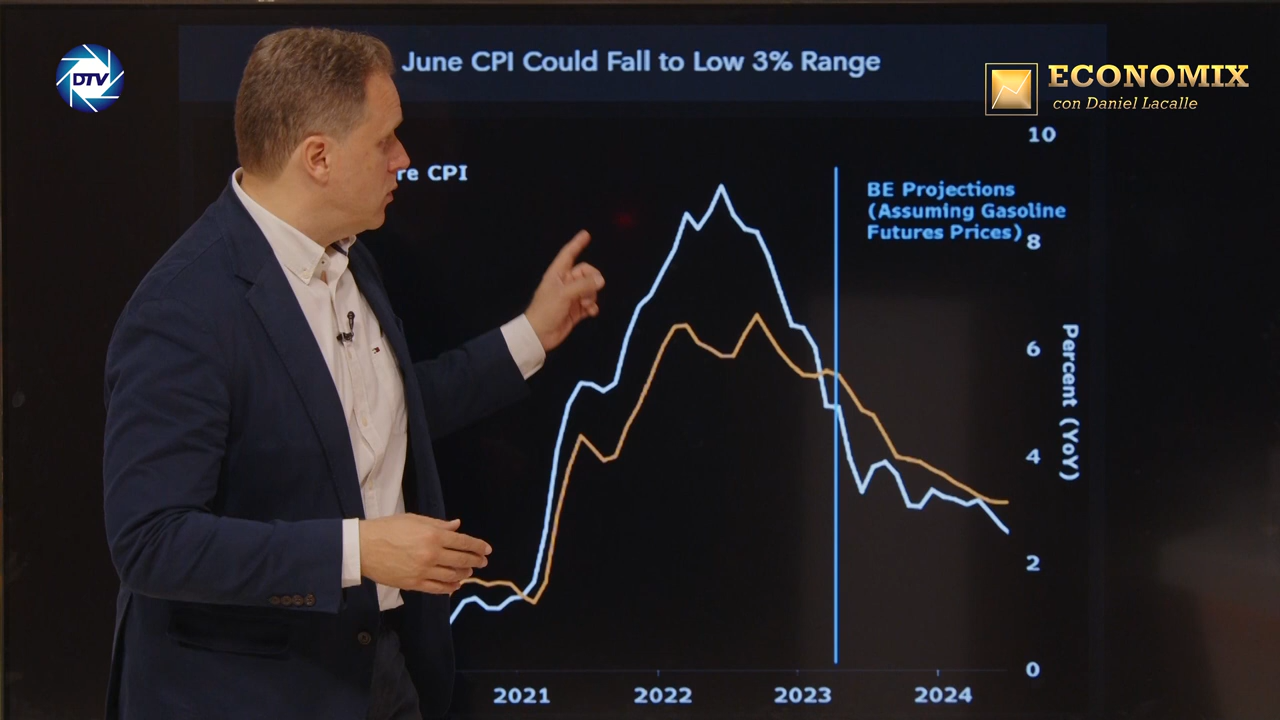 DTV
June CPI Could Fall to Low 3% Range
ECONOMIX
con Daniel Lacalle
re CPI
BE Projections
(Assuming Gasoline
Futures Prices)
10
8
6
4
2
0
Percent (YoY)
2021 2022 2023 2024